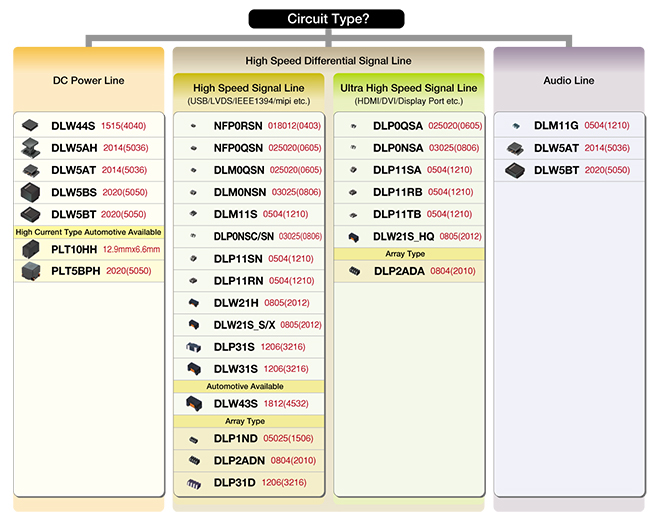 Circuit Type?
DC Power Line
DLW44S 1515(4040)
DLW5AH 2014(5036)
DLW5AT 2014(5036)
DLW5BS 2020(5050)
DLW5BT 2020(5050)
High Current Type Automotive Available
PLT10HH 12.9mmx6.6mm
PLT5BPH 2020(5050)
High Speed Differential Signal Line
High Speed Signal Line
(USB/LVDS/IEEE1394/mipi etc.)
NFP0RSN 018012(0403)
NFP0QSN 025020(0605)
DLM0QSN 025020(0605)
DLM0NSN 03025(0806)
DLM11S 0504(1210)
DLP0NSC/SN 03025(0806)
DLP11SN 0504(1210)
DLP11RN 0504(1210)
DLW21H 0805(2012)
DLW21S_S/X 0805(2012)
DLP31S 1206(3216)
DLW31S 1206(3216)
Automotive Available
DLW43S 1812(4532)
Array Type
DLP1ND 05025(1506)
DLP2ADN 0804(2010)
DLP31D 1206(3216)
Ultra High Speed Signal Line
(HDMI/DVI/Display Port etc.)
DLP0QSA 025020(0605)
DLP0NSA 03025(0806)
DLP11SA 0504(1210)
DLP11RB 0504(1210)
DLP11TB 0504(1210)
DLW21S_HQ 0805(2012)
Array Type
DLP2ADA 0804(2010)
Audio Line
DLM11G 0504(1210)
DLW5AT 2014(5036)
DLW5BT 2020(5050)